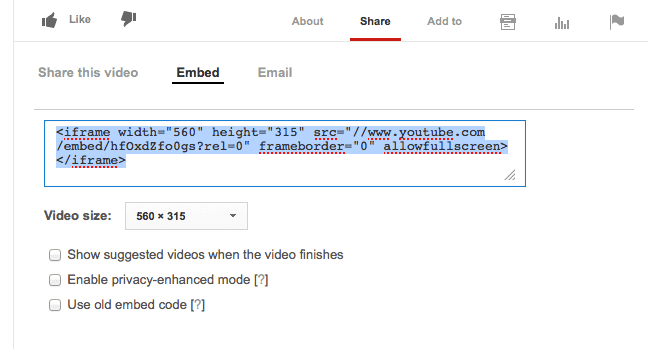 Like About Share Add to
Share this video Embed Email
<iframe width="560" height="315" src="//www.youtube.com
/embed/hfOxdZfo0gs?rel=0" frameborder="0" allowfullscreen>
</iframe>
Video size: 560 × 315
Show suggested videos when the video finishes
Enable privacy-enhanced mode [?]
Use old embed code [?]